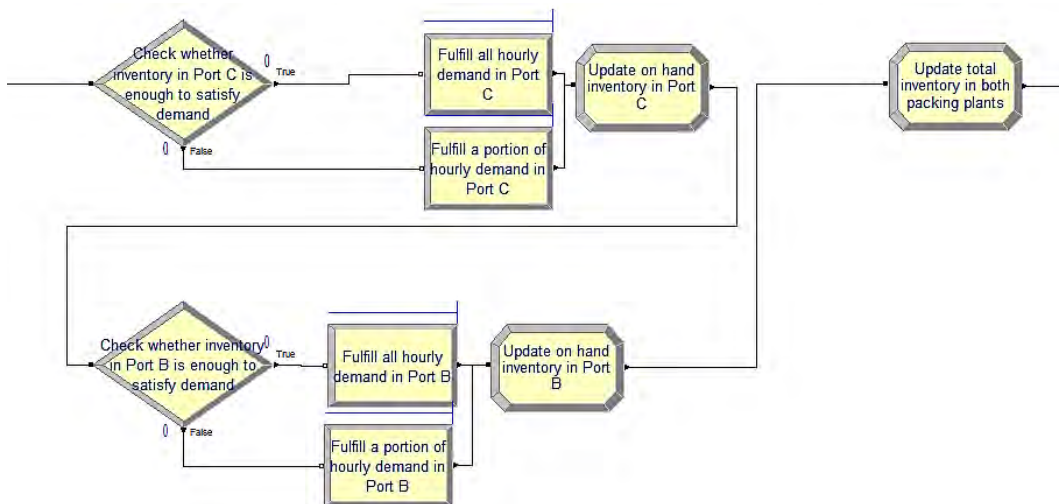 Check whether
inventory in Port C is
enough to satisfy
demand
0
True
0
False
Fulfill all hourly
demand in Port
C
Fulfill a portion of
hourly demand in
Port C
Update on hand
inventory in Port
C
Update total
inventory in both
packing plants
Check whether inventory
in Port B is enough to
satisfy demand
0
True
0
False
Fulfill all hourly
demand in Port B
Fulfill a portion of
hourly demand in
Port B
Update on hand
inventory in Port
B